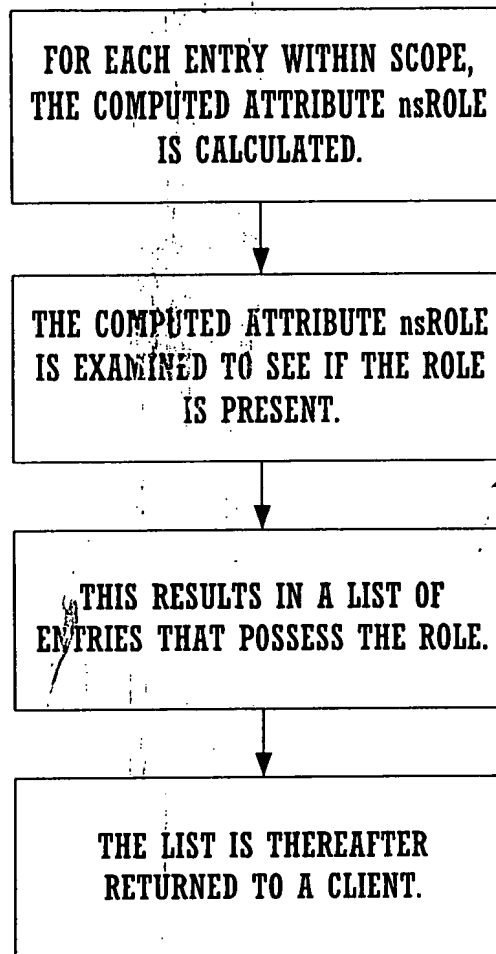 FOR EACH ENTRY WITHIN SCOPE,
THE COMPUTED ATTRIBUTE nsROLE
IS CALCULATED.
THE COMPUTED ATTRIBUTE nsROLE
IS EXAMINED TO SEE IF THE ROLE
IS PRESENT.
THIS RESULTS IN A LIST OF
ENTRIES THAT POSSESS THE ROLE.
THE LIST IS THEREAFTER
RETURNED TO A CLIENT.